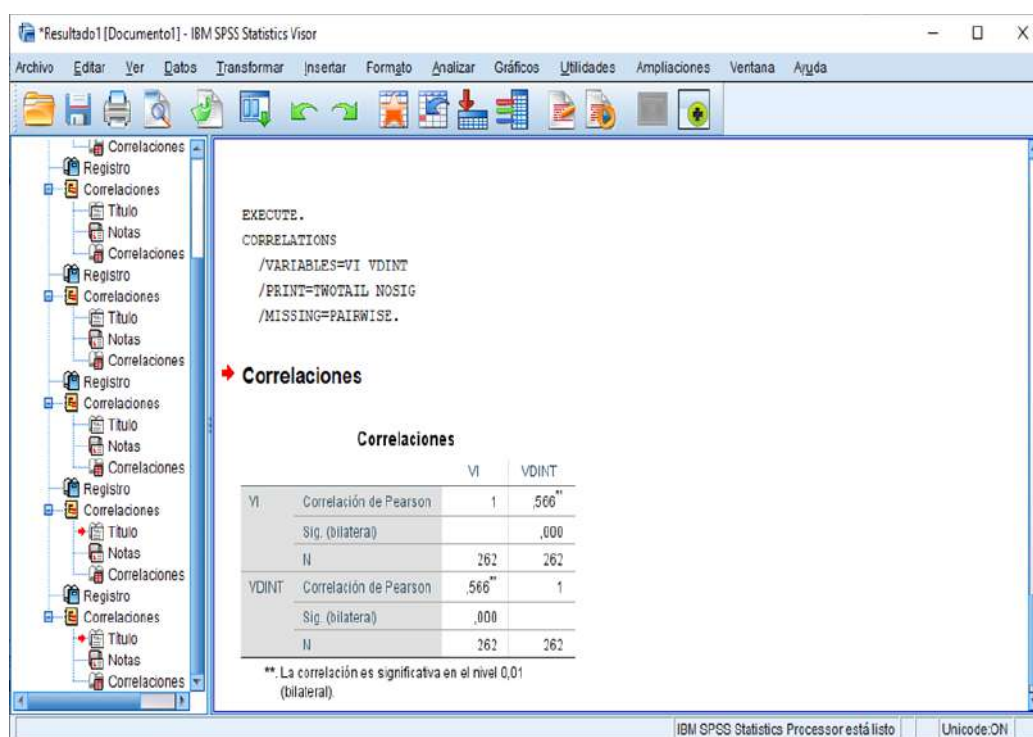 *Resultado1 [Documento1] - IBM SPSS Statistics Visor
Archivo Editar Ver Datos Transformar Insertar Formato Analizar Gráficos Utilidades Ampliaciones Ventana Ayuda
Correlaciones
Registro
Correlaciones
Título
Notas
Correlaciones
Registro
Correlaciones
Título
Notas
Correlaciones
Registro
Correlaciones
Título
Notas
Correlaciones
Registro
Correlaciones
Título
Notas
Correlaciones
Registro
Correlaciones
Título
Notas
Correlaciones
EXECUTE.
CORRELATIONS
/VARIABLES=VI VDINT
/PRINT=TWOTAIL NOSIG
/MISSING=PAIRWISE.
Correlaciones
Correlaciones
VI VDINT
VI Correlación de Pearson 1 ,566**
Sig. (bilateral) ,000
N 262 262
VDINT Correlación de Pearson ,566** 1
Sig. (bilateral) ,000
N 262 262
**. La correlación es significativa en el nivel 0,01
(bilateral).
IBM SPSS Statistics Processor está listo Unicode:ON